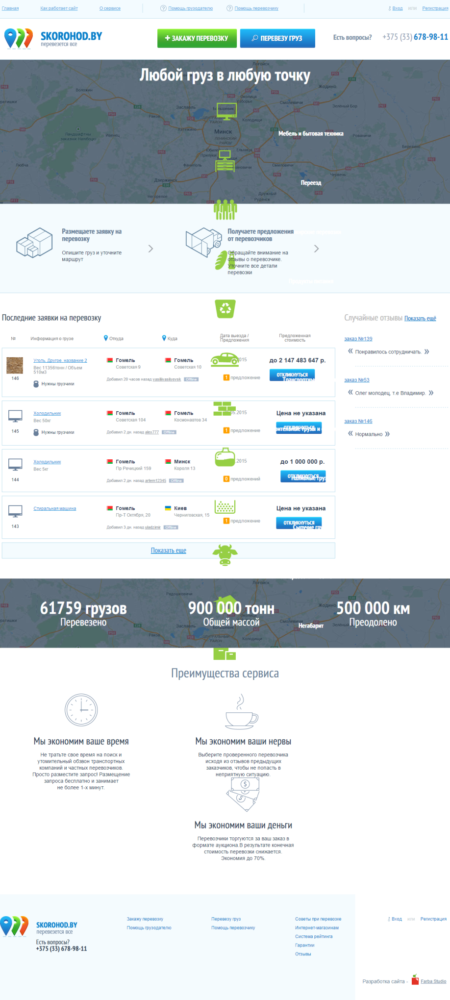 Главная
Как работает сайт
О сервисе
Помощь грузодателю
Помощь перевозчику
Вход или Регистрация
SKOROHOD.BY
перевезется все
+ ЗАКАЖУ ПЕРЕВОЗКУ
ПЕРЕВЕЗУ ГРУЗ
Есть вопросы?
+375 (33) 678-98-11
Любой груз в любую точку
Логойск
Воложин
Жодино
Околица
Узборье
Смолевичи
Зелёный Бор
Заславль
Большевик
Раков
ЦЕНТРАЛЬНЫЙ
РАЙОН
Колодищи
Хатежино
Минск
Ландшафтны
заказнік Налібоцкі
Ивенец
ЛЕНИНСКИЙ
РАЙОН
Мебель и бытовая техника
Рованичи
Березино
Прилуки
Ельница
Любча
Фаниполь
Смиловичи
Червень
Дзержинск
Переезд
Негорелое
Дружный
Руденск
Размещаете заявку на
перевозку
Опишите груз и уточните
маршрут
Получаете предложения
от перевозчиков
Обращайте внимание на
отзывы о перевозчике.
Уточните все детали
перевозки
Последние заявки на перевозку
№
Информация о грузе
Откуда
Куда
Дата выезда /
Предложения
Предложенная
стоимость
146
Уголь. Другое. название 2
Вес 11356тонн / Объем
510м3
Нужны грузчики
Гомель
Советская 9
Гомель
Советская 10
Добавил 20 часов назад vasiliivasilyevsk Offline
2015
1 предложение
до 2 147 483 647 р.
ОТКЛИКНУТЬСЯ
145
Холодильник
Вес 50кг
Нужны грузчики
Гомель
Советская 104
Гомель
Космонавтов 34
Добавил 2 дн. назад alex777 Offline
05.2015
1 предложение
Цена не указана
ОТКЛИКНУТЬСЯ
144
Холодильник
Вес 5кг
Гомель
Пр Речицкий 159
Минск
Короля 13
Добавил 2 дн. назад artem12345 Offline
2015
0 предложений
до 1 000 000 р.
ОТКЛИКНУТЬСЯ
143
Стиральная машина
Гомель
Пр-Т Октября, 20
Киев
Черниговская, 15
Добавил 3 дн. назад uladzimir Offline
1 предложение
Цена не указана
ОТКЛИКНУТЬСЯ
Показать еще
Случайные отзывы Показать ещё
заказ №139
« Понравилось сотрудничать. »
заказ №53
« Олег молодец, т.е Владимир. »
заказ №146
« Нормально »
61759 грузов
Перевезено
900 000 тонн
Общей массой
500 000 км
Преодолено
Негабарит
Логойск
Радошковичи
Жодино
Заславль
Смолевичи
Раков
Колодищи
Преимущества сервиса
Мы экономим ваше время
Не тратьте свое время на поиск и
утомительный обзвон транспортных
компаний и частных перевозчиков.
Просто разместите запрос! Размещение
запроса бесплатно и занимает
не более 1-х минут.
Мы экономим ваши нервы
Выберите проверенного перевозчика
исходя из отзывов предыдущих
заказчиков, чтобы не попасть в
неприятную ситуацию.
Мы экономим ваши деньги
Перевозчики торгуются за ваш заказ в
формате аукциона.В результате конечная
стоимость перевозки снижается.
Экономия до 70%.
SKOROHOD.BY
перевезется все
Есть вопросы?
+375 (33) 678-98-11
Закажу перевозку
Помощь грузодателю
Перевезу груз
Помощь перевозчику
Советы при перевозке
Интернет-магазинам
Система рейтинга
Гарантии
Отзывы
Вход или Регистрация
Разработка сайта - Farba Studio